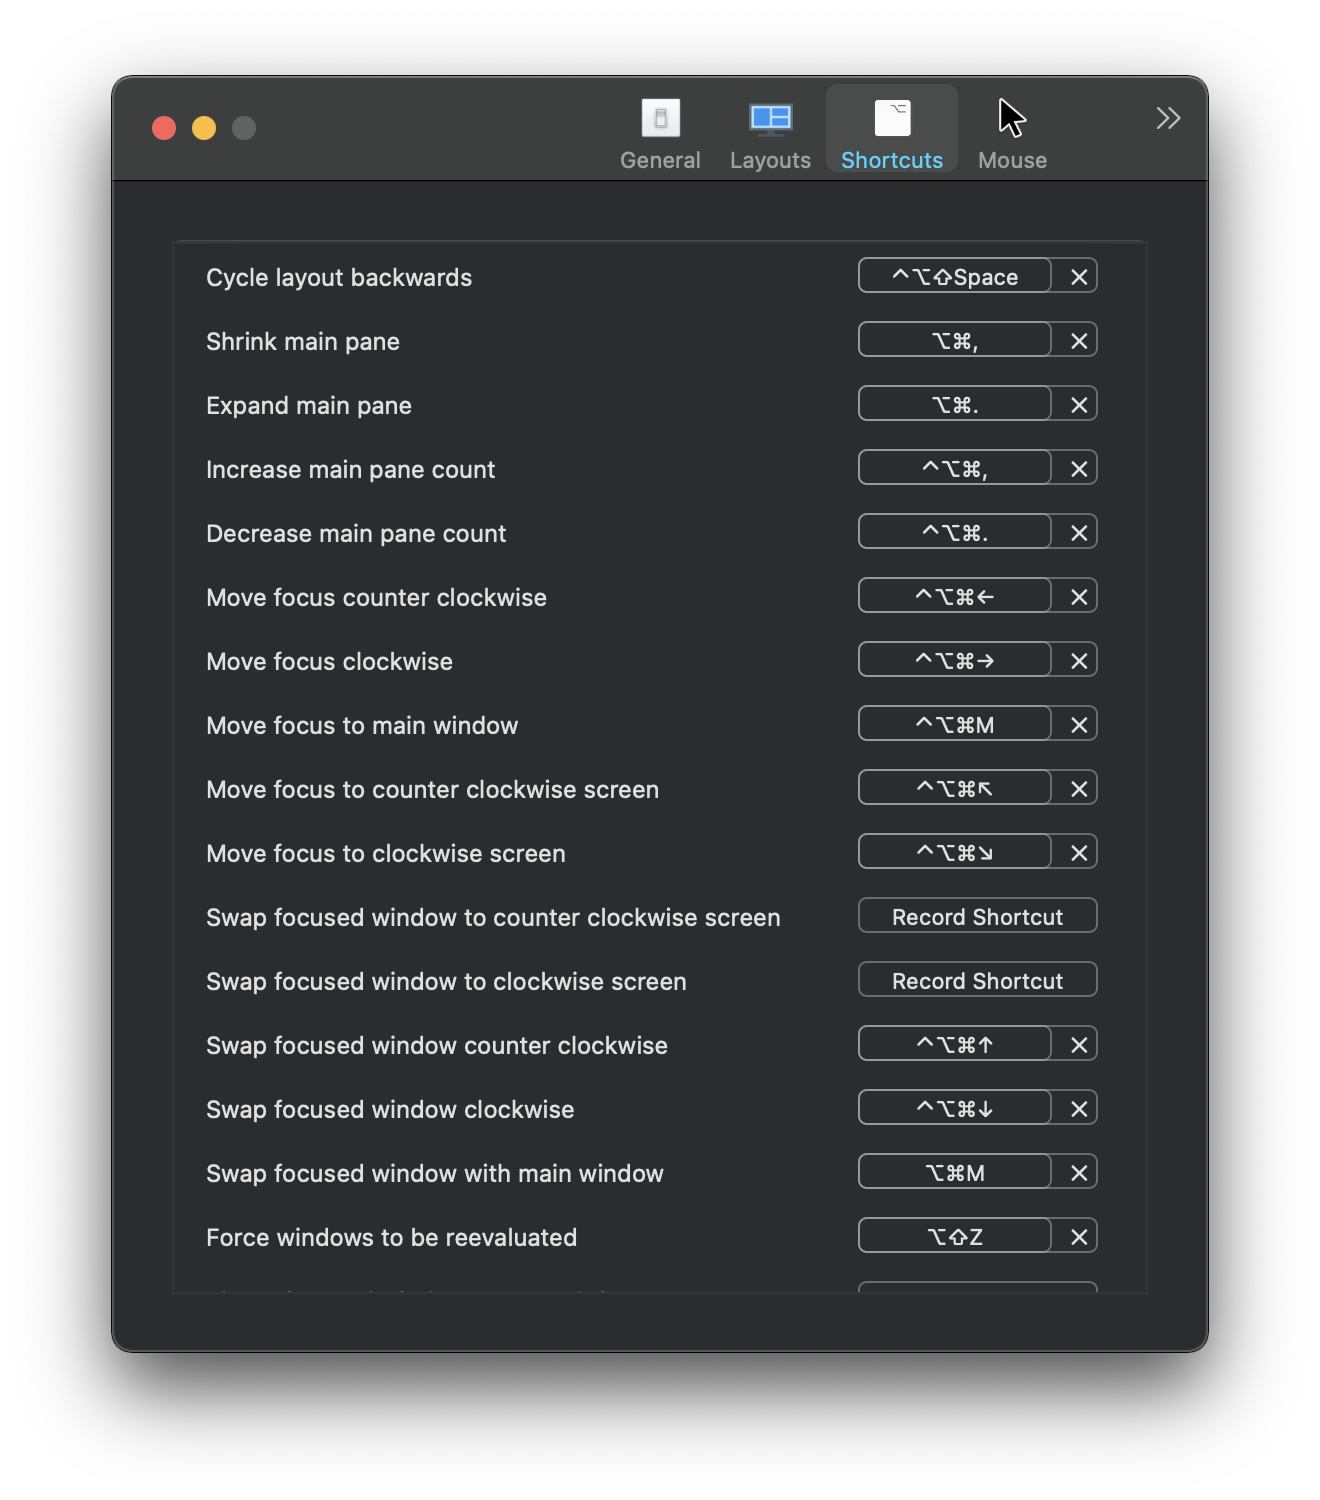 General Layouts Shortcuts Mouse
Cycle layout backwards ^⌥⇧Space
Shrink main pane ⌥⌘,
Expand main pane ⌥⌘.
Increase main pane count ^⌥⌘,
Decrease main pane count ^⌥⌘.
Move focus counter clockwise ^⌥⌘←
Move focus clockwise ^⌥⌘→
Move focus to main window ^⌥⌘M
Move focus to counter clockwise screen ^⌥⌘↖
Move focus to clockwise screen ^⌥⌘↘
Swap focused window to counter clockwise screen Record Shortcut
Swap focused window to clockwise screen Record Shortcut
Swap focused window counter clockwise ^⌥⌘↑
Swap focused window clockwise ^⌥⌘↓
Swap focused window with main window ⌥⌘M
Force windows to be reevaluated ⌥⇧Z